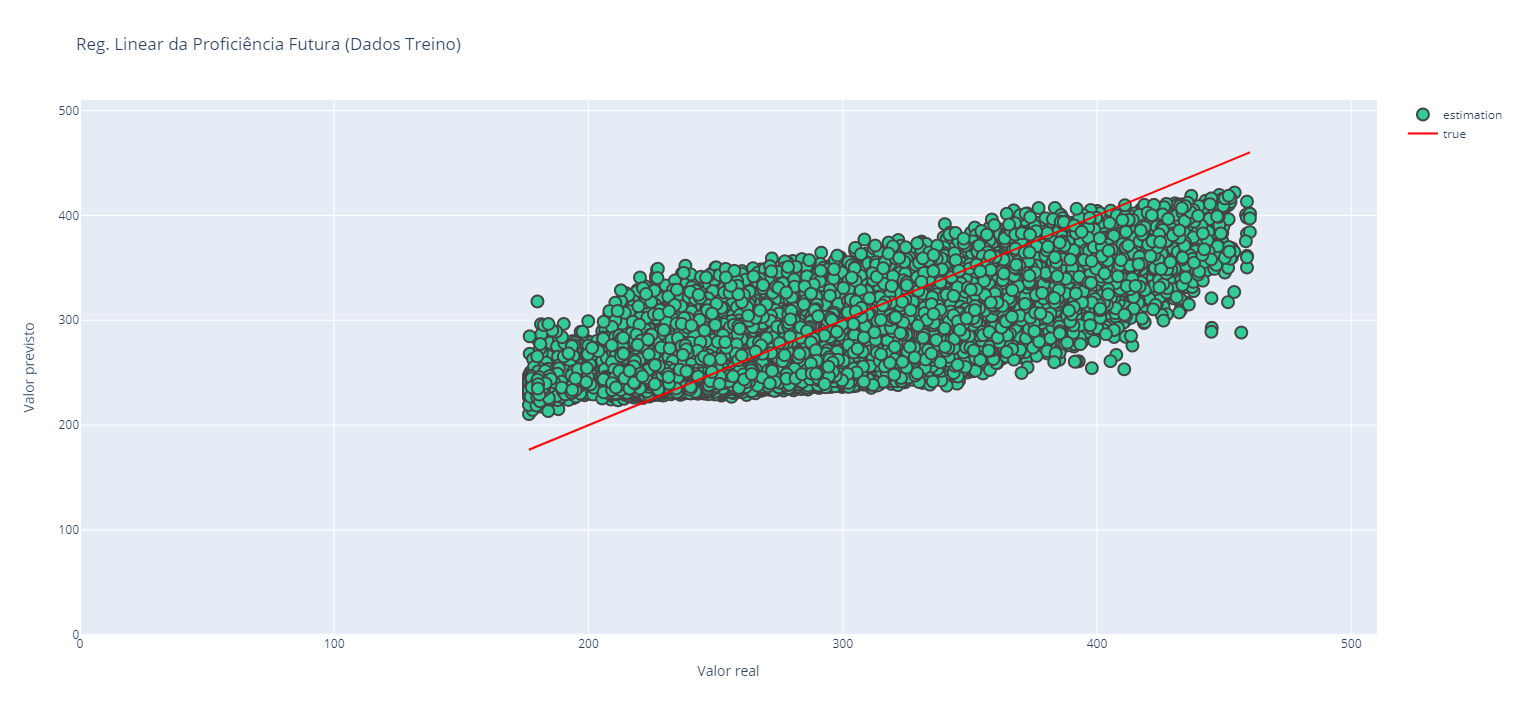 Reg. Linear da Proficiência Futura (Dados Treino)
500
400
300
200
100
0
0 100 200 300 400 500
Valor previsto
Valor real
estimation
true